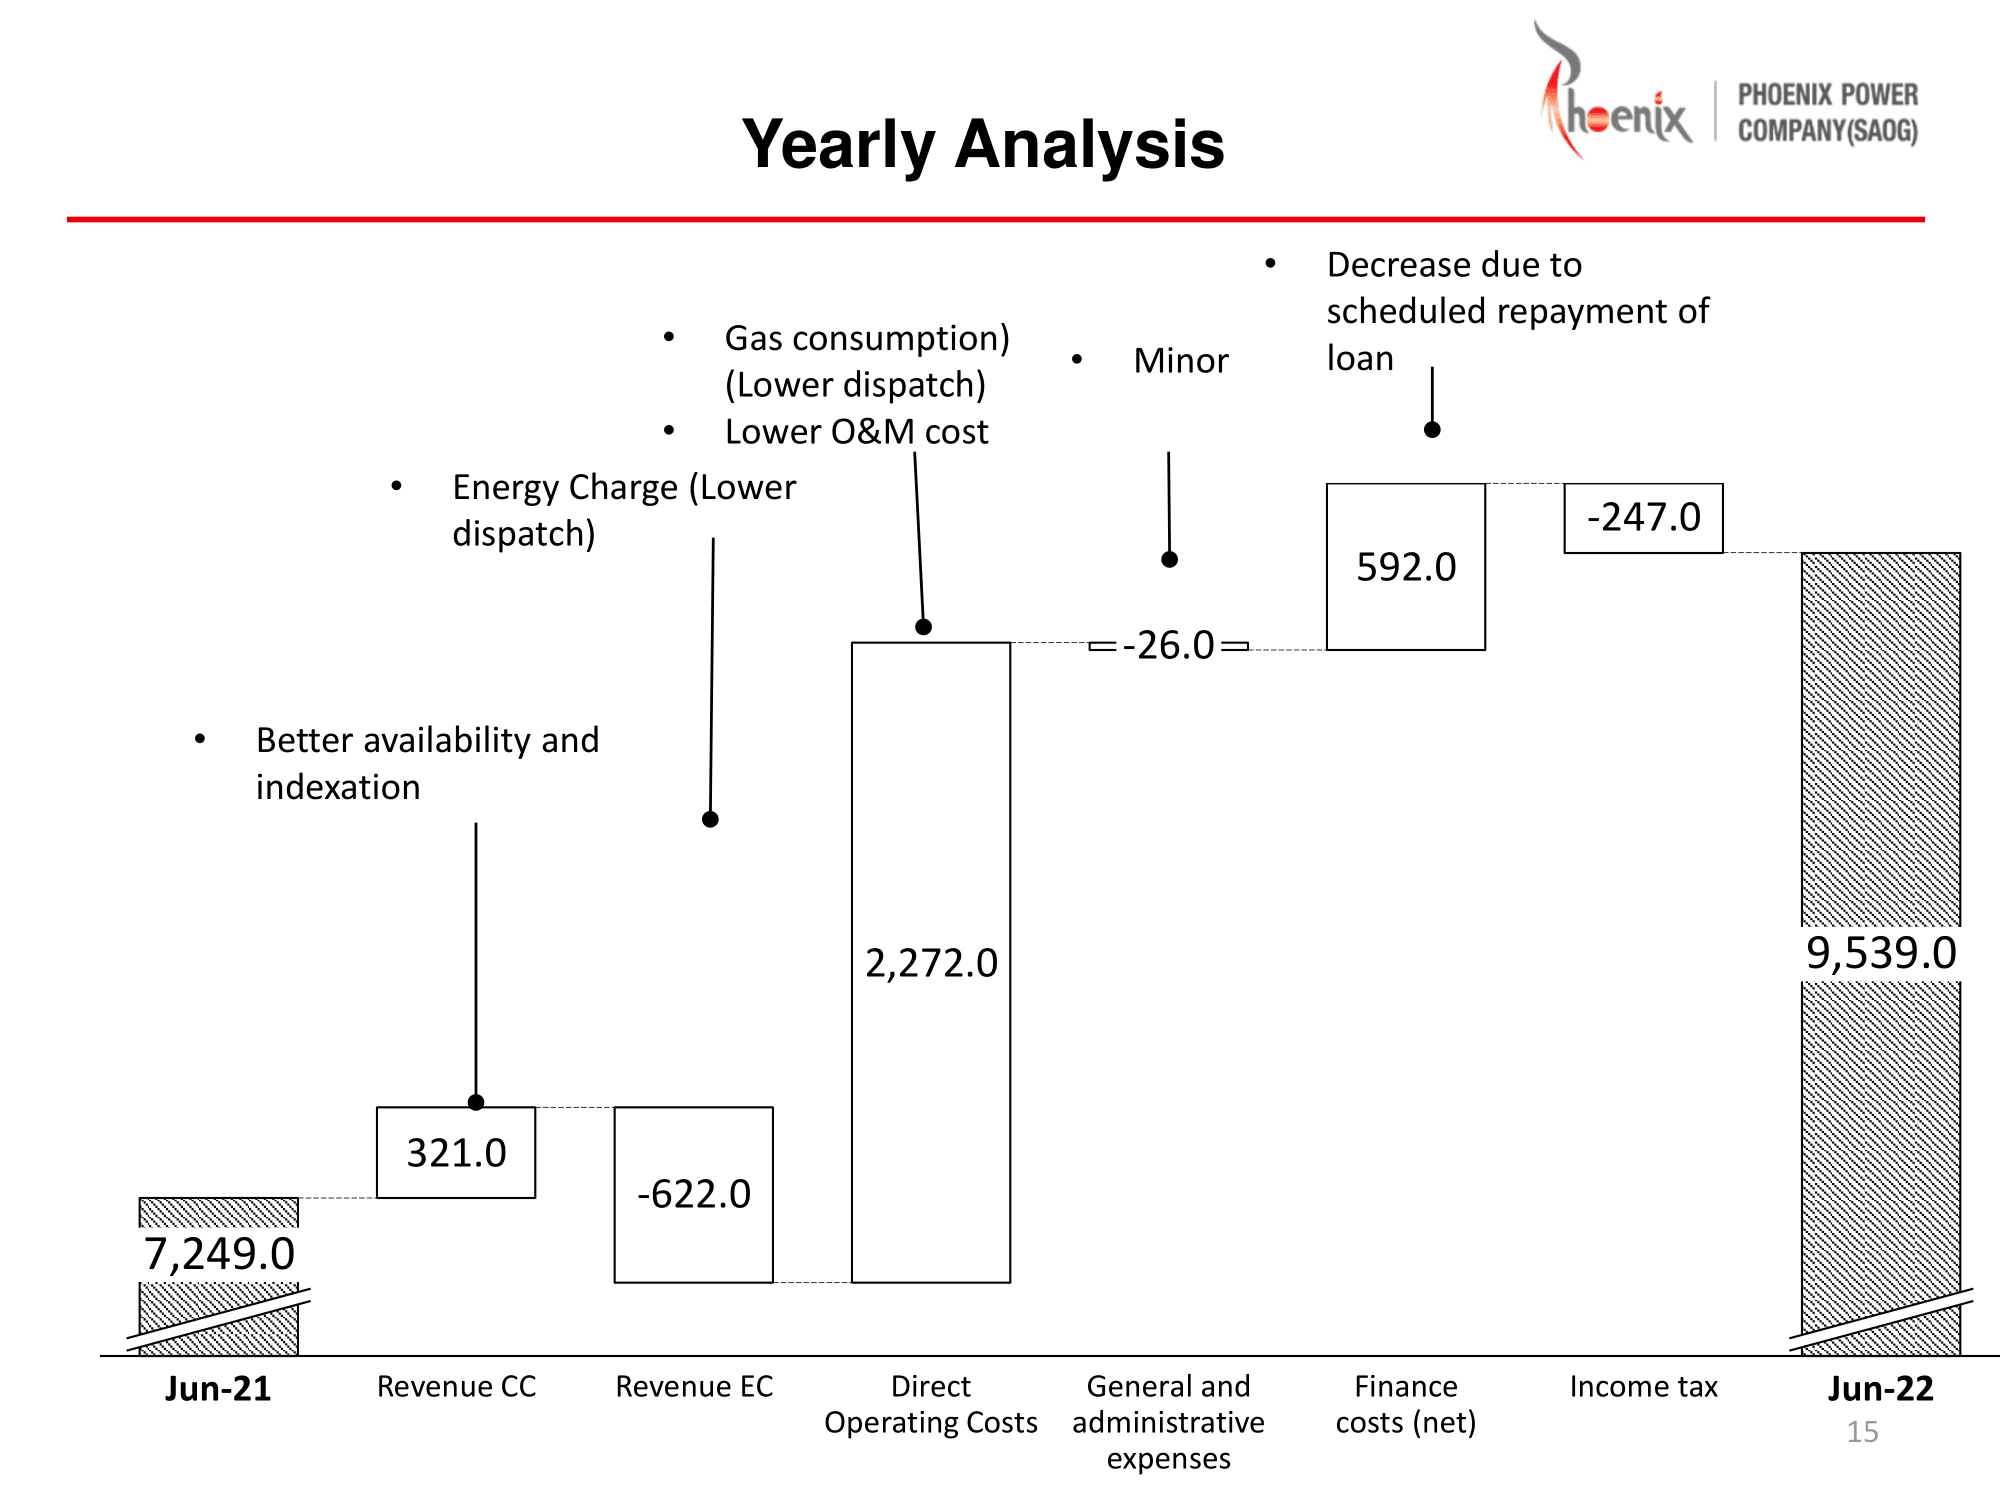 Phoenix
PHOENIX POWER
COMPANY(SAOG)
Yearly Analysis
• Decrease due to
scheduled repayment of
loan
• Gas consumption)
(Lower dispatch)
• Lower O&M cost
• Minor
• Energy Charge (Lower
dispatch)
• Better availability and
indexation
7,249.0
321.0
-622.0
2,272.0
-26.0
592.0
-247.0
9,539.0
Jun-21
Revenue CC
Revenue EC
Direct
Operating Costs
General and
administrative
expenses
Finance
costs (net)
Income tax
Jun-22
15